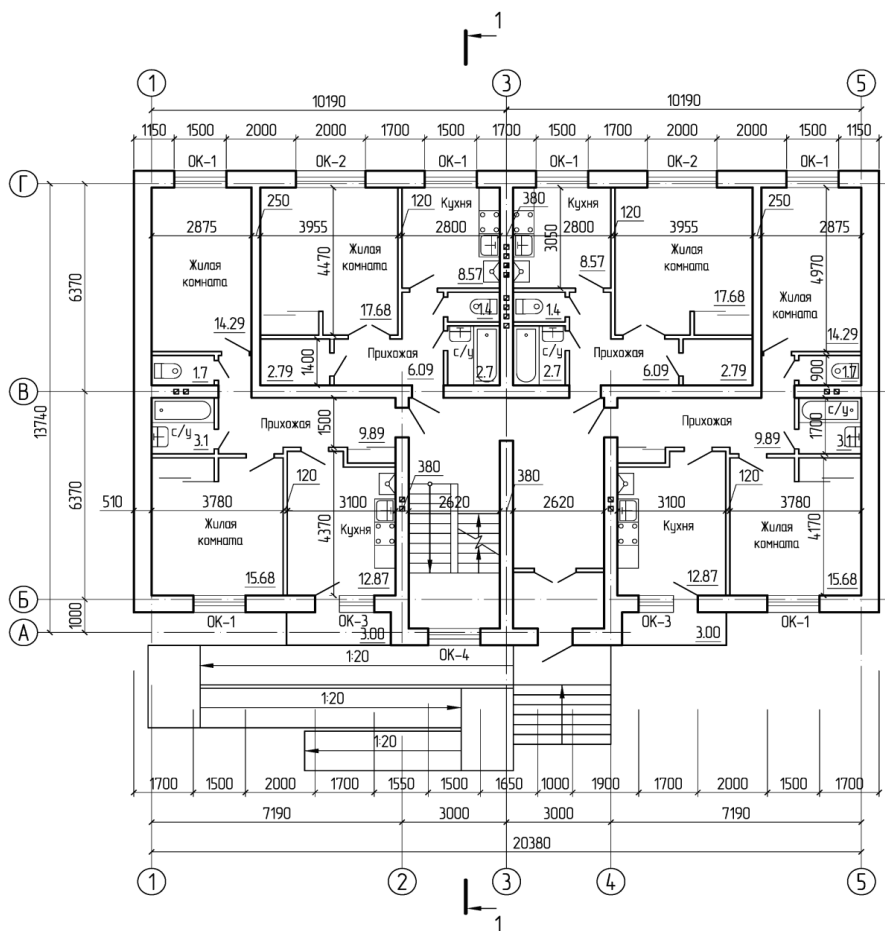 1
1 3 5
10190 10190
1150 1500 2000 2000 1700 1500 1700 1500 1700 2000 2000 1500 1150
ОК-1 ОК-2 ОК-1 ОК-1 ОК-2 ОК-1
Г
250 120 Кухня 380 Кухня 120 250
2875 3955 2800 2800 3955 2875
3050
4470 4970
Жилая комната
Жилая комната
Жилая комната
Жилая комната
6370
8.57 8.57
17.68 1.4 1.4 17.68
14.29 14.29
Прихожая с/у с/у Прихожая
1400 900
1.7 2.79 6.09 2.7 2.7 6.09 2.79 1.7
В
13740
1500 1700
с/у Прихожая Прихожая
3.1 9.89 9.89 3.1
120 380 380 120
6370
510 3780 3100 2620 2620 3100 3780
4370 4170
Жилая комната
Кухня Кухня
Жилая комната
15.68 12.87 12.87 15.68
Б
1000
ОК-1 ОК-3 ОК-3 ОК-1
А
3.00 3.00
1:20 ОК-4
1:20
1:20
1700 1500 2000 1700 1550 1500 1650 1000 1900 1700 2000 1500 1700
7190 3000 3000 7190
20380
1 2 3 4 5
1